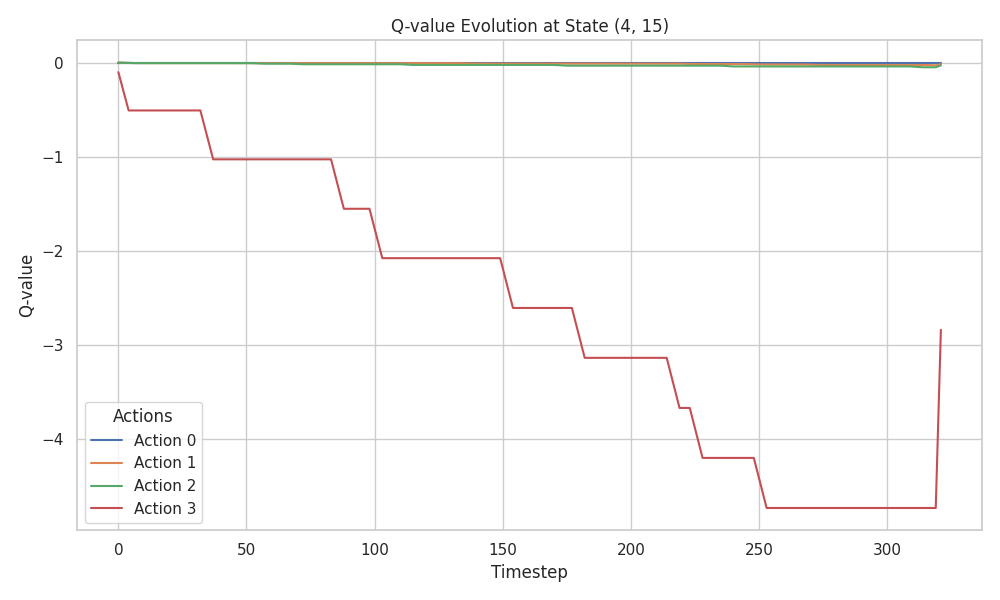 Q-value Evolution at State (4, 15)
Q-value
0
−1
−2
−3
−4
Actions
Action 0
Action 1
Action 2
Action 3
0 50 100 150 200 250 300
Timestep